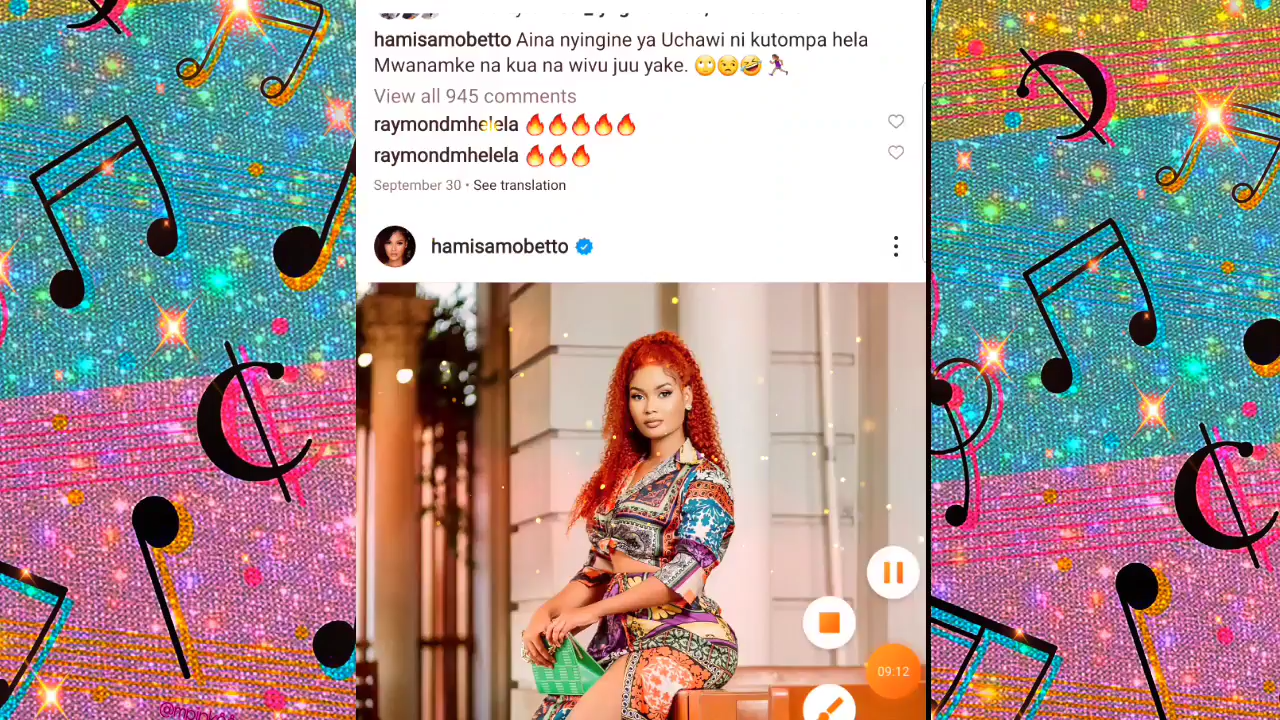 hamisamobetto Aina nyingine ya Uchawi ni kutompa hela
Mwanamke na kua na wivu juu yake. 🙄😒🤣🏃🏽‍♀️
View all 945 comments
raymondmhelela 🔥🔥🔥🔥🔥
raymondmhelela 🔥🔥🔥
September 30 • See translation
hamisamobetto
09:12